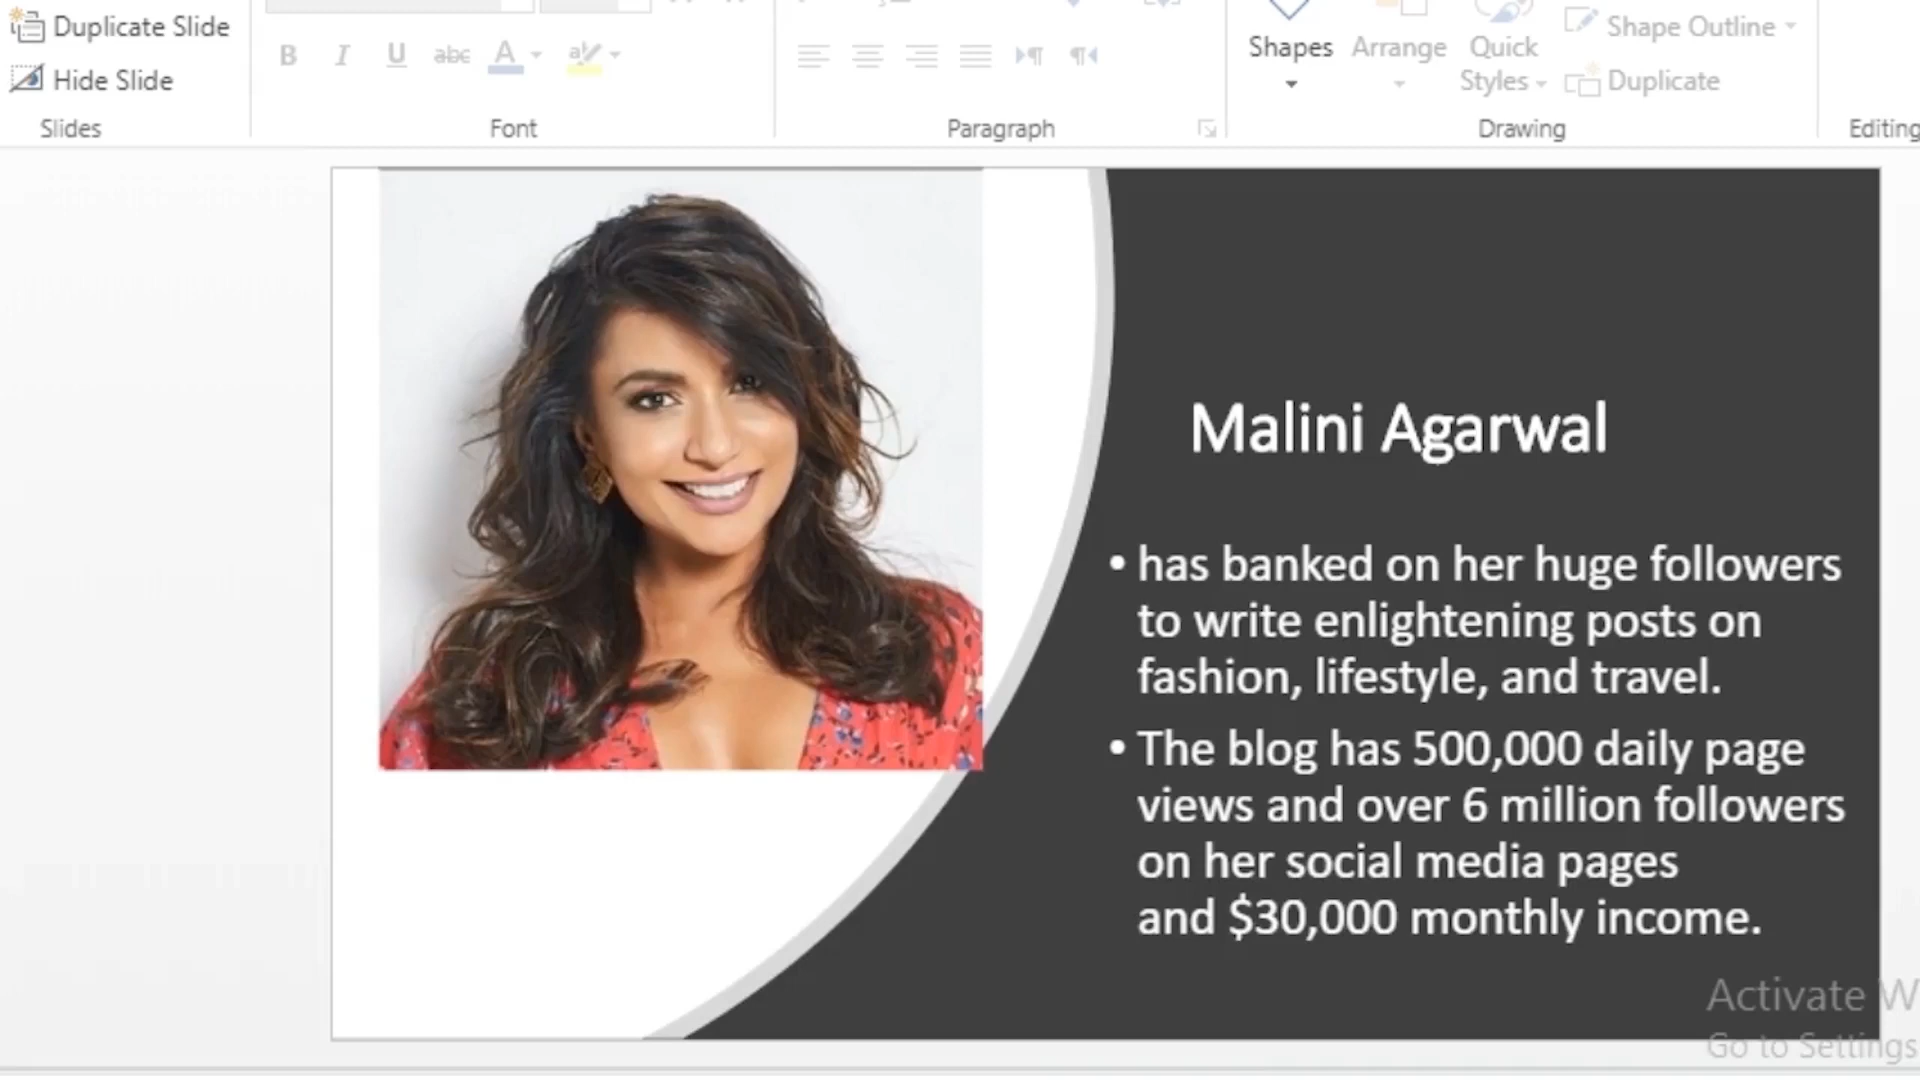 Duplicate Slide
Hide Slide
Slides
B I U abc A ab
Font
Paragraph
Shapes
Arrange
Quick
Styles
Shape Outline
Duplicate
Drawing
Editing
Malini Agarwal
• has banked on her huge followers
to write enlightening posts on
fashion, lifestyle, and travel.
• The blog has 500,000 daily page
views and over 6 million followers
on her social media pages
and $30,000 monthly income.
Activate W
Go to Settings